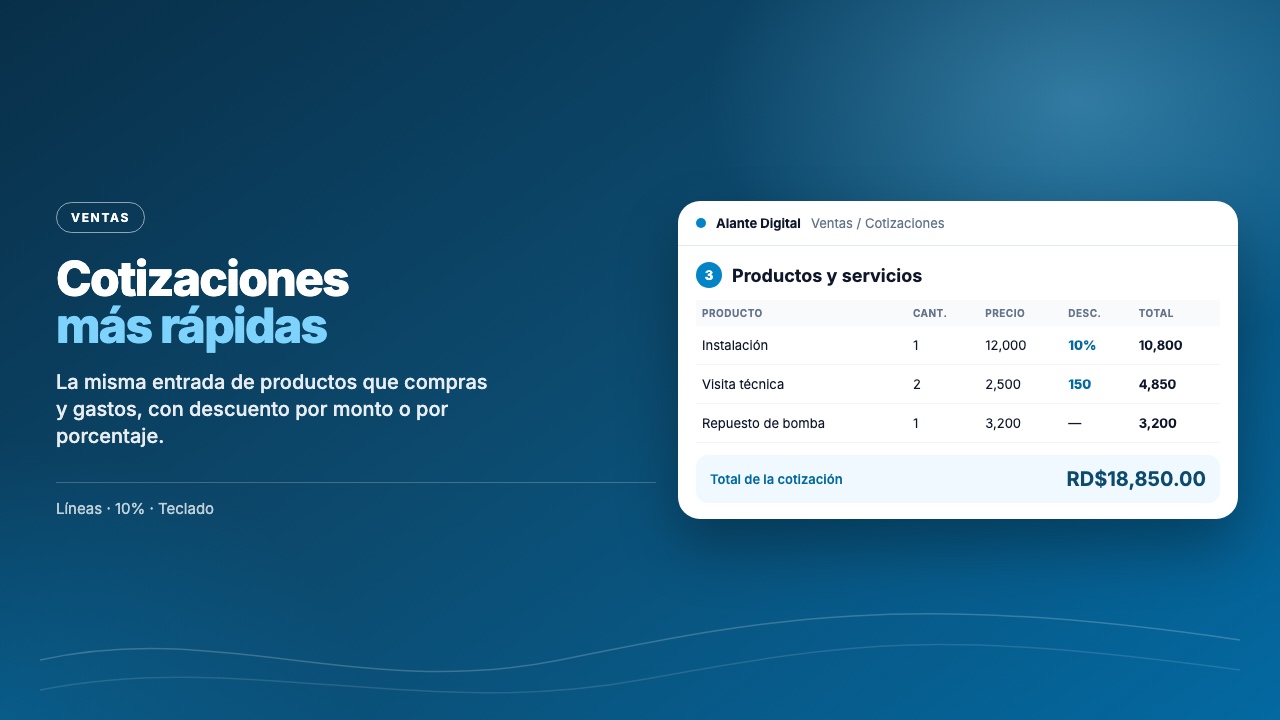 VENTAS
Cotizaciones
más rápidas
La misma entrada de productos que compras
y gastos, con descuento por monto o por
porcentaje.
Líneas · 10% · Teclado
Alante Digital Ventas / Cotizaciones
3 Productos y servicios
PRODUCTO CANT. PRECIO DESC. TOTAL
Instalación 1 12,000 10% 10,800
Visita técnica 2 2,500 150 4,850
Repuesto de bomba 1 3,200 — 3,200
Total de la cotización RD$18,850.00